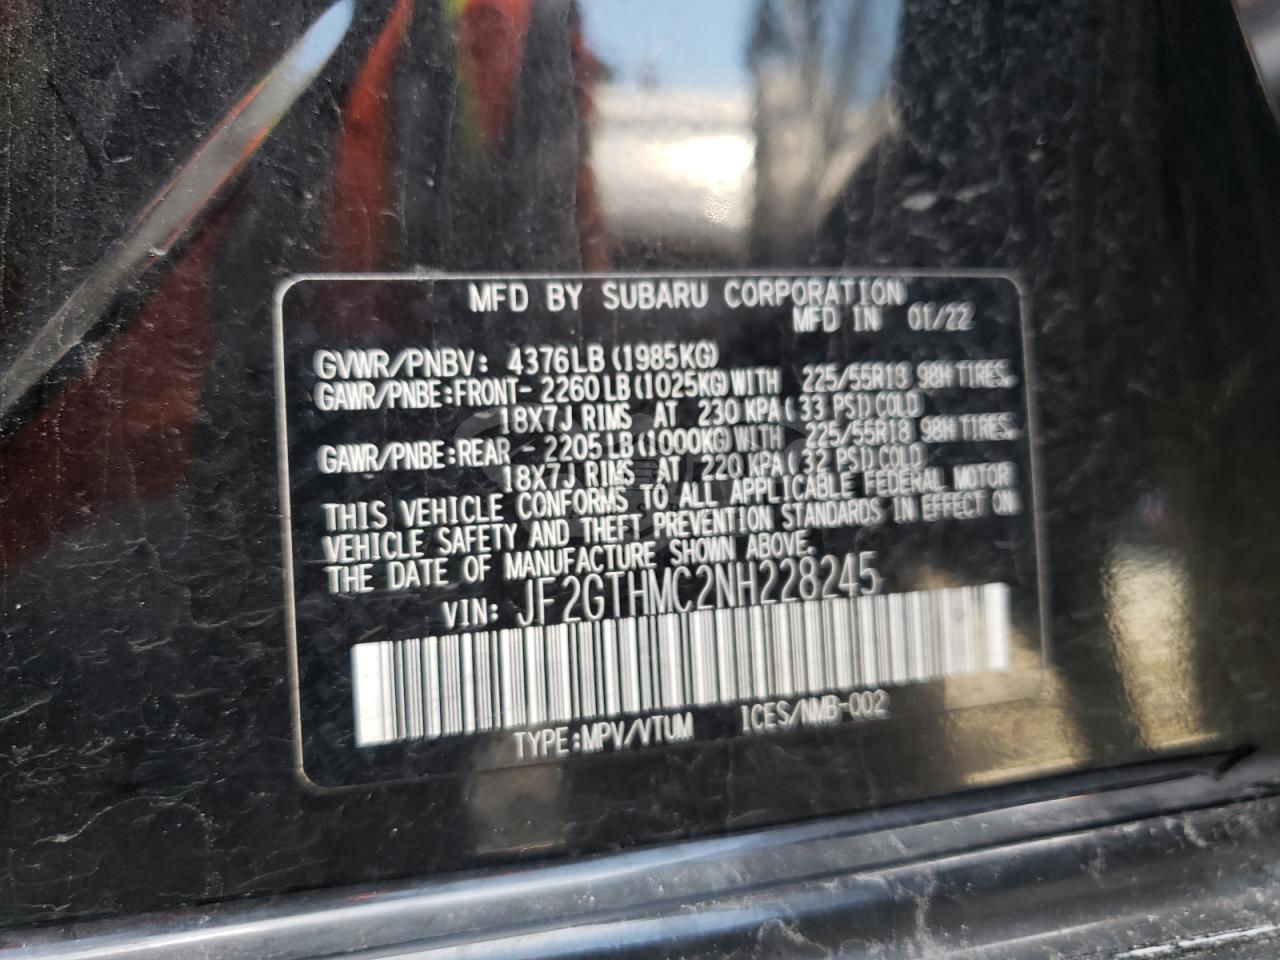 MFD BY SUBARU CORPORATION
MFD IN 01/22
GVWR/PNBV: 4376LB (1985KG)
GAWR/PNBE:FRONT- 2260LB (1025KG) WITH 225/55R18 98H TIRES.
18X7J RIMS AT 230 KPA ( 33 PSI) COLD
GAWR/PNBE:REAR - 2205LB (1000KG) WITH 225/55R18 98H TIRES.
18X7J RIMS AT 220 KPA ( 32 PSI) COLD
THIS VEHICLE CONFORMS TO ALL APPLICABLE FEDERAL MOTOR
VEHICLE SAFETY AND THEFT PREVENTION STANDARDS IN EFFECT ON
THE DATE OF MANUFACTURE SHOWN ABOVE.
VIN: JF2GTHMC2NH228245
TYPE:MPV/VTUM ICES/NMB-002